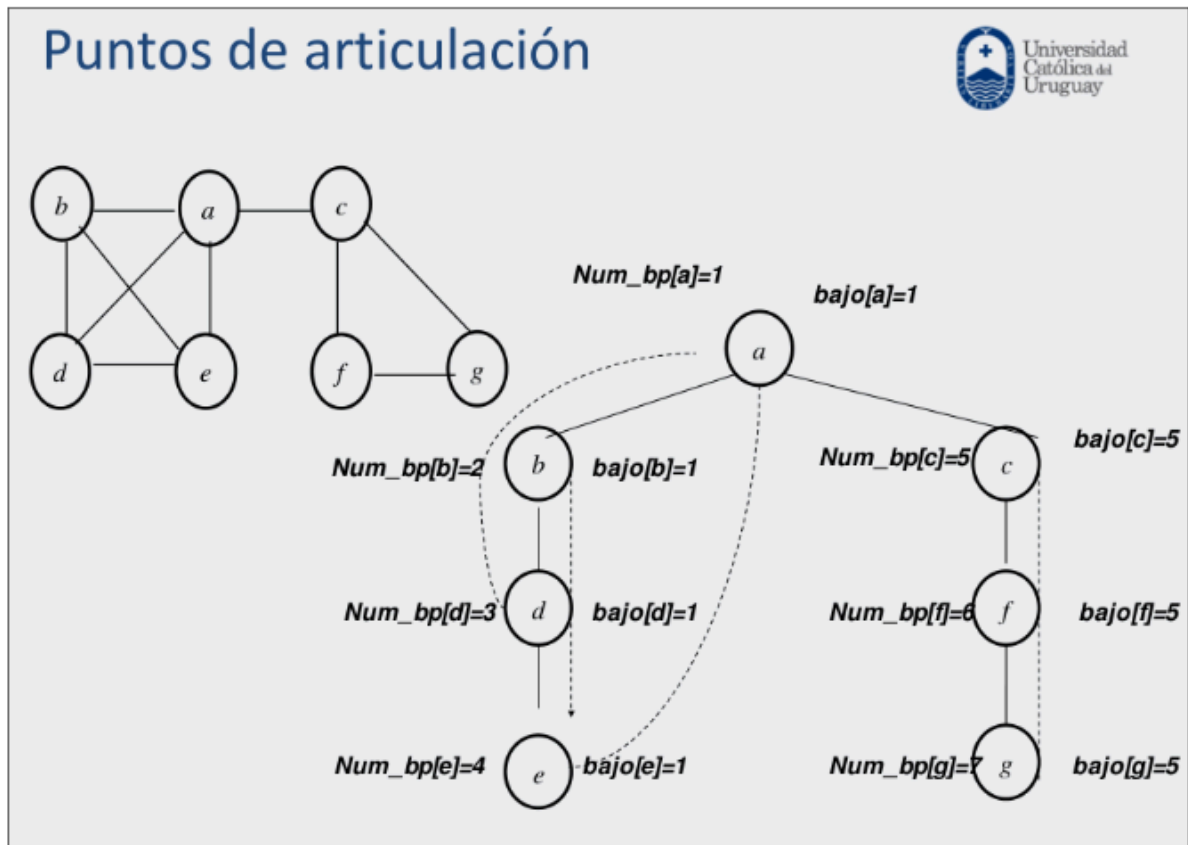 Puntos de articulación
Universidad
Católica del
Uruguay
b
a
c
d
e
f
g
Num_bp[a]=1
bajo[a]=1
a
Num_bp[b]=2
b
bajo[b]=1
Num_bp[c]=5
c
bajo[c]=5
Num_bp[d]=3
d
bajo[d]=1
Num_bp[f]=6
f
bajo[f]=5
Num_bp[e]=4
e
bajo[e]=1
Num_bp[g]=7
g
bajo[g]=5